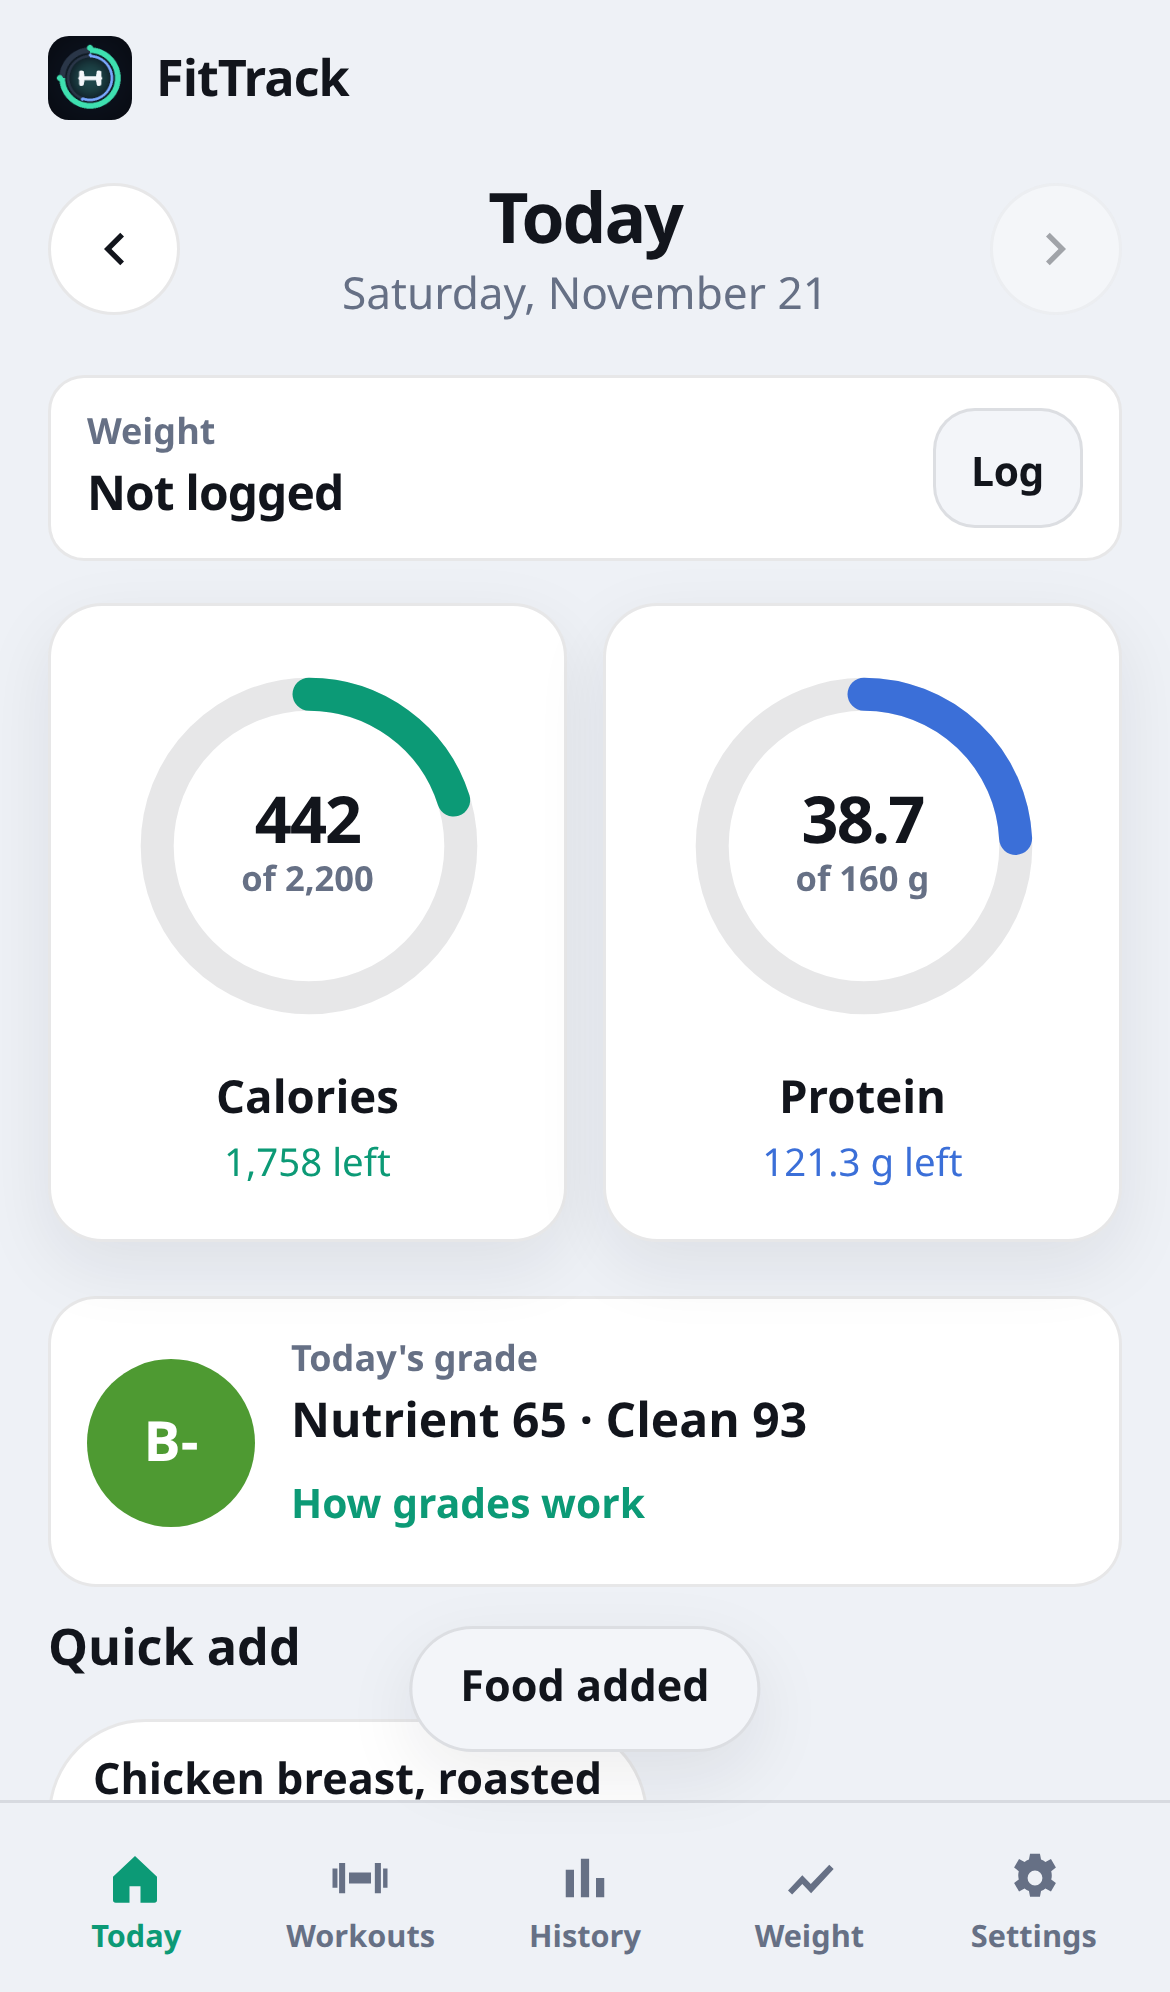 FitTrack
Today
Saturday, November 21
Weight
Not logged
Log
442
of 2,200
Calories
1,758 left
38.7
of 160 g
Protein
121.3 g left
B-
Today's grade
Nutrient 65 · Clean 93
How grades work
Quick add
Food added
Chicken breast, roasted
Today
Workouts
History
Weight
Settings